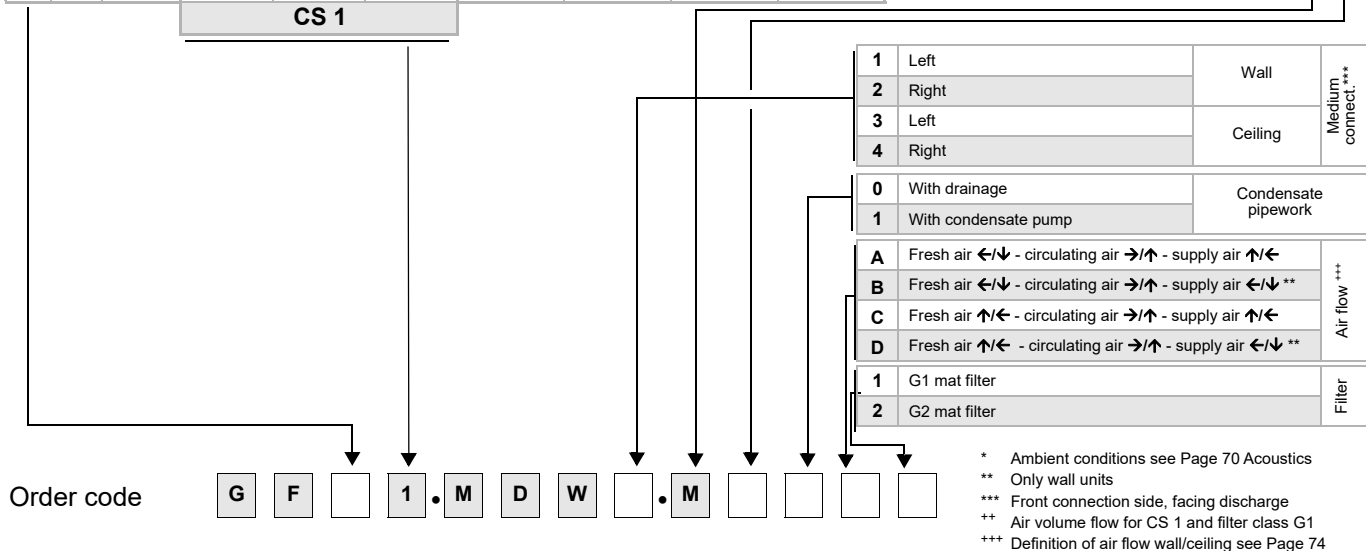 CS 1
1 Left Wall Medium connect.***
2 Right
3 Left Ceiling
4 Right
0 With drainage Condensate pipework
1 With condensate pump
A Fresh air ←/↓ - circulating air →/↑ - supply air ↑/← Air flow +++
B Fresh air ←/↓ - circulating air →/↑ - supply air ←/↓ **
C Fresh air ↑/← - circulating air →/↑ - supply air ↑/←
D Fresh air ↑/← - circulating air →/↑ - supply air ←/↓ **
1 G1 mat filter Filter
2 G2 mat filter
Order code G F 1 • M D W • M
* Ambient conditions see Page 70 Acoustics
** Only wall units
*** Front connection side, facing discharge
++ Air volume flow for CS 1 and filter class G1
+++ Definition of air flow wall/ceiling see Page 74